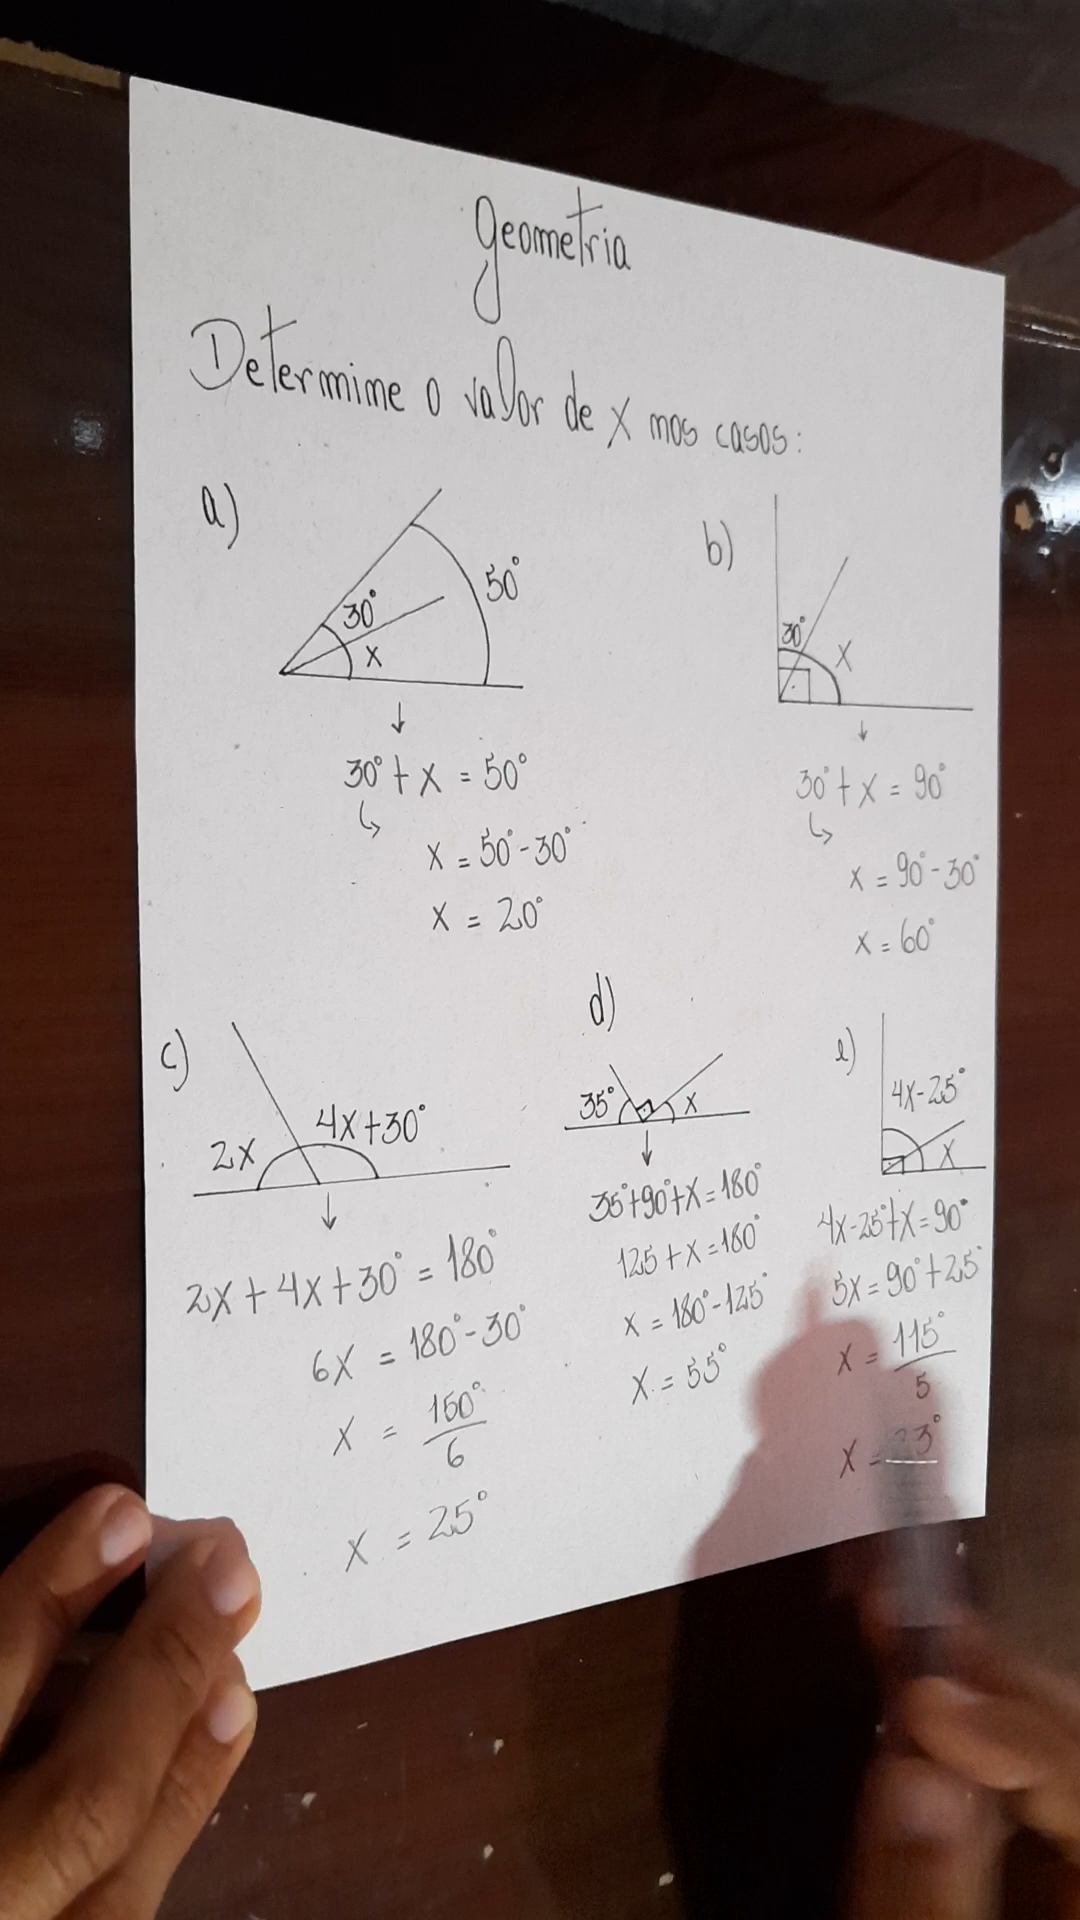 geometria
Determine o valor de x nos casos:
a)
30°
x
50°
30° + x = 50°
x = 50° - 30°
x = 20°
b)
30°
x
30° + x = 90°
x = 90° - 30°
x = 60°
c)
2x
4x+30°
2x + 4x + 30° = 180°
6x = 180° - 30°
x = 150°/6
x = 25°
d)
35°
x
35°+90°+x=180°
125 + x = 180°
x = 180° - 125°
x = 55°
e)
4x-25°
x
4x-25°+x=90°
5x=90°+25°
x = 115°/5
x = 23°